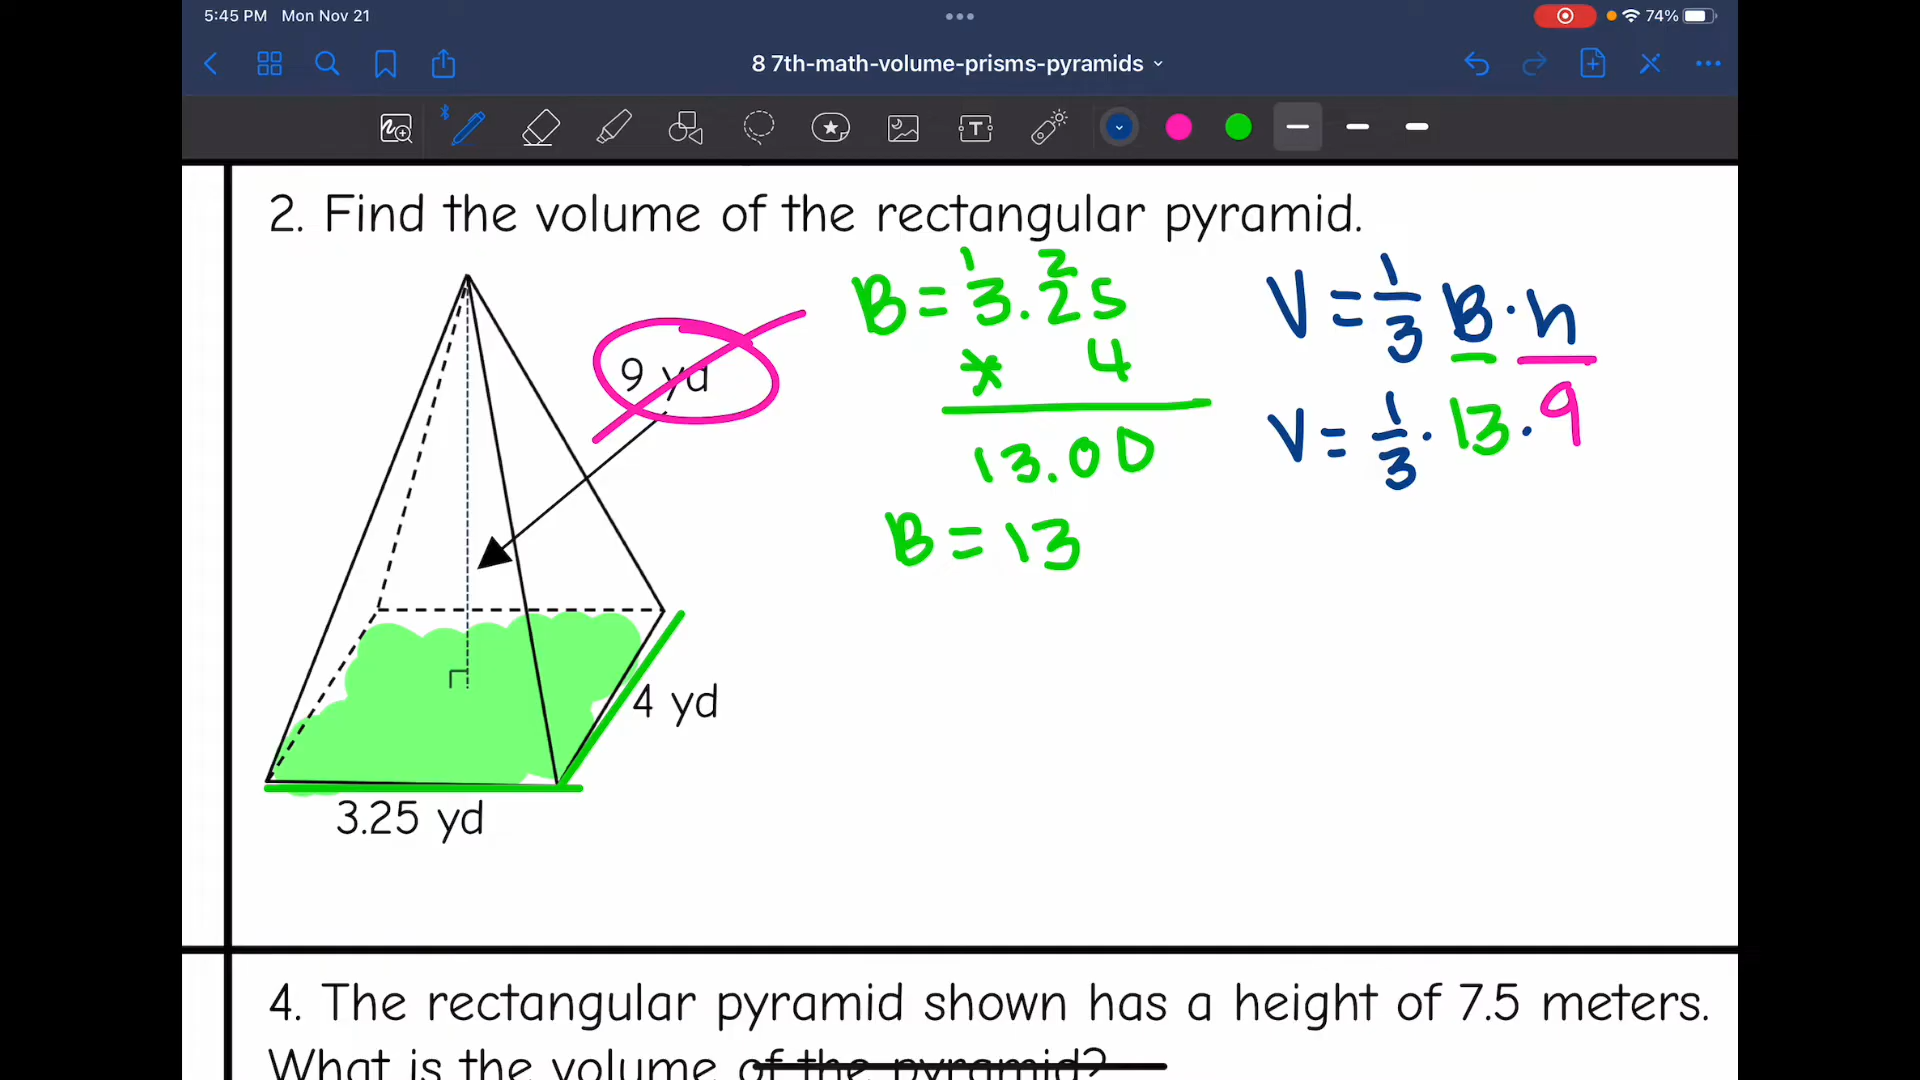 5:45 PM Mon Nov 21
74%
8 7th-math-volume-prisms-pyramids
T
2. Find the volume of the rectangular pyramid.
9 yd
4 yd
3.25 yd
1 2
B = 3.25
* 4
13.00
B = 13
V = 1/3 B · h
V = 1/3 · 13 · 9
4. The rectangular pyramid shown has a height of 7.5 meters.
What is the volume of the pyramid?